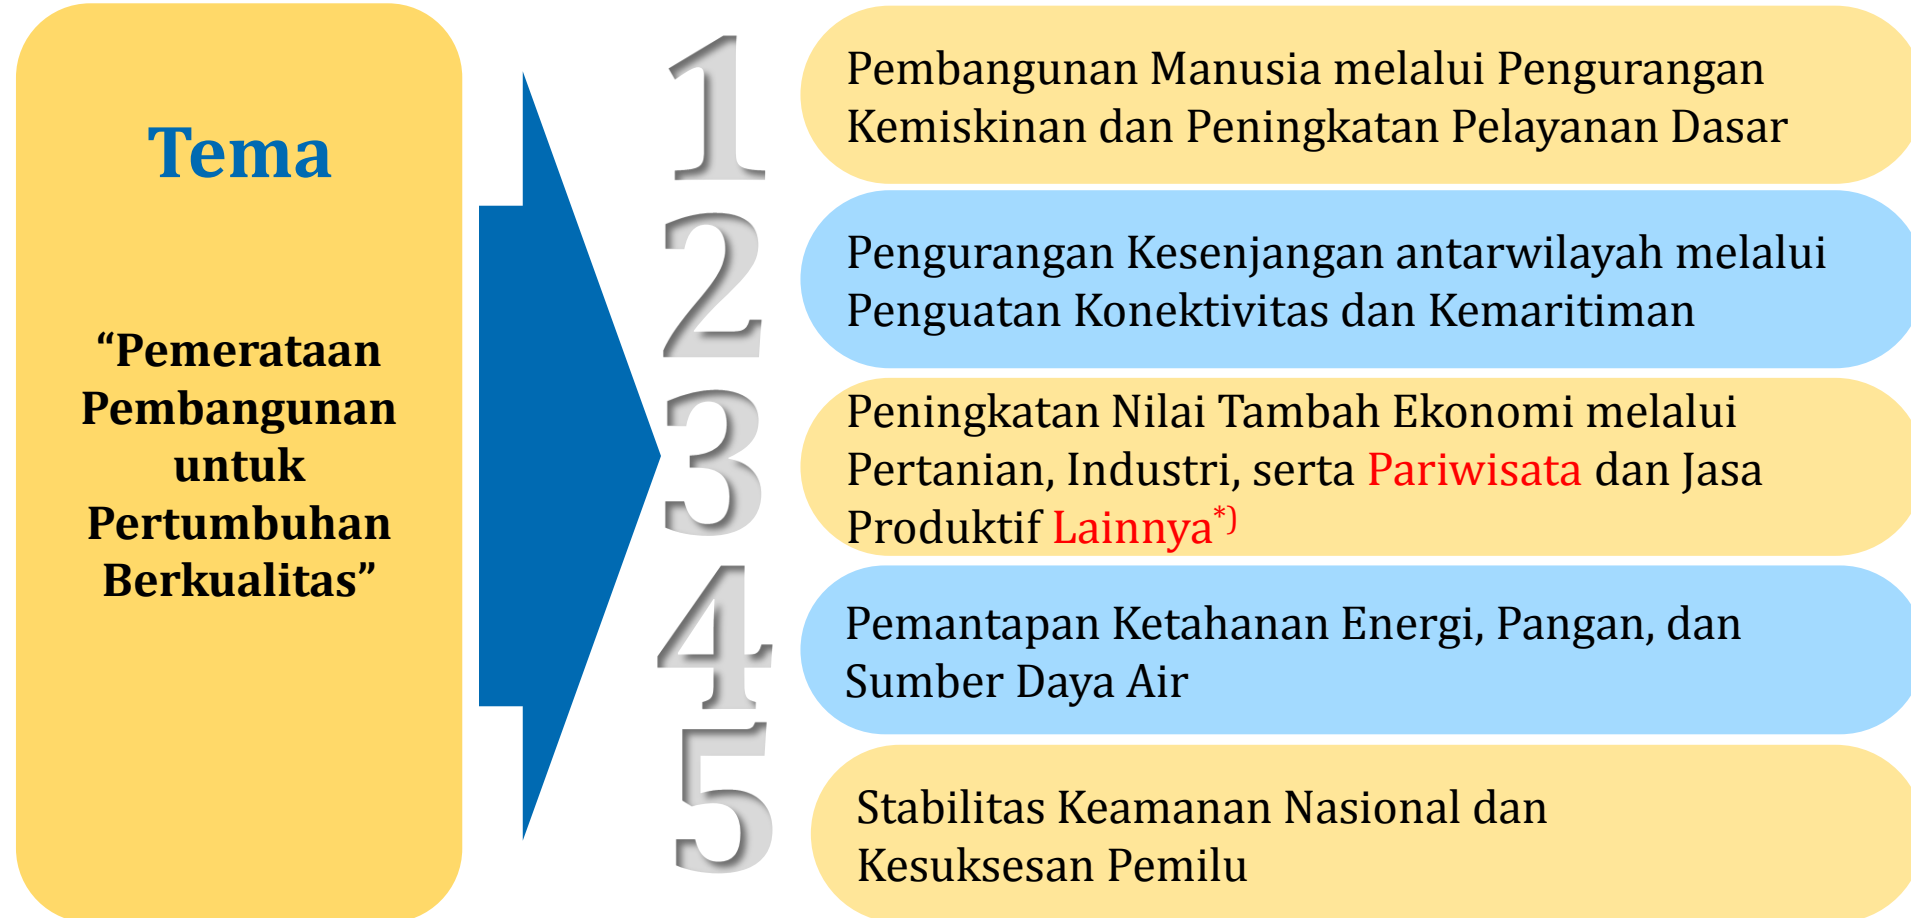 Tema
“Pemerataan
Pembangunan
untuk
Pertumbuhan
Berkualitas”
1
Pembangunan Manusia melalui Pengurangan
Kemiskinan dan Peningkatan Pelayanan Dasar
2
Pengurangan Kesenjangan antarwilayah melalui
Penguatan Konektivitas dan Kemaritiman
3
Peningkatan Nilai Tambah Ekonomi melalui
Pertanian, Industri, serta Pariwisata dan Jasa
Produktif Lainnya*)
4
Pemantapan Ketahanan Energi, Pangan, dan
Sumber Daya Air
5
Stabilitas Keamanan Nasional dan
Kesuksesan Pemilu